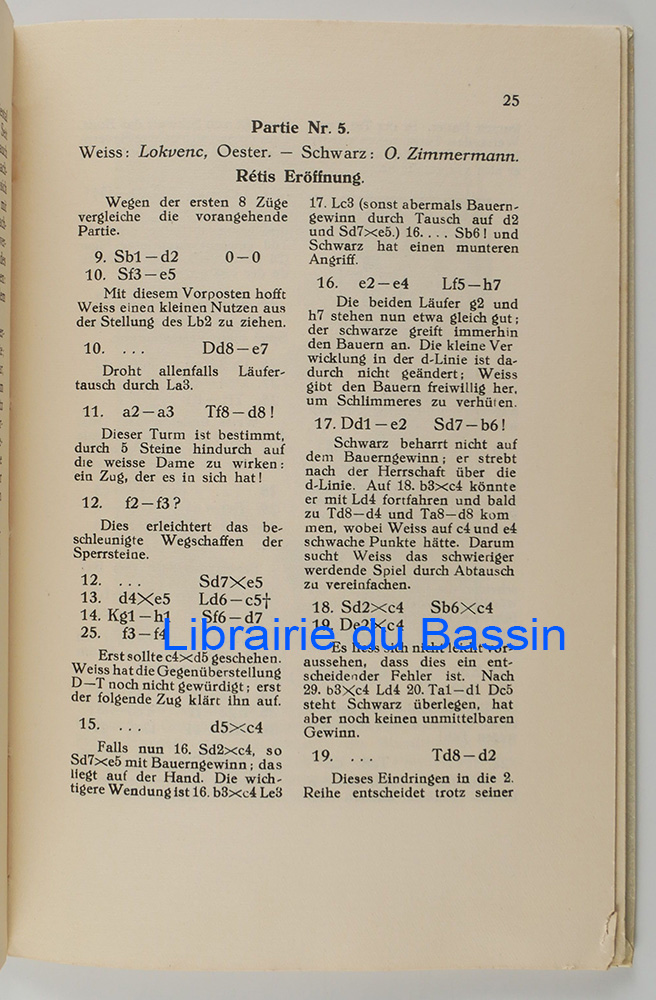 25
Partie Nr. 5.
Weiss: Lokvenc, Oester. — Schwarz: O. Zimmermann.
Rétis Eröffnung.
Wegen der ersten 8 Züge
vergleiche die vorangehende
Partie.
9. Sb1—d2 0—0
10. Sf3—e5
Mit diesem Vorposten hofft
Weiss einen kleinen Nutzen aus
der Stellung des Lb2 zu ziehen.
10. ... Dd8—e7
Droht allenfalls Läufer-
tausch durch La3.
11. a2—a3 Tf8—d8!
Dieser Turm ist bestimmt,
durch 5 Steine hindurch auf
die weisse Dame zu wirken:
ein Zug, der es in sich hat!
12. f2—f3?
Dies erleichtert das be-
schleunigte Wegschaffen der
Sperrsteine.
12. ... Sd7×e5
13. d4×e5 Ld6—c5†
14. Kg1—h1 Sf6—d7
25. f3—f4
Erst sollte c4×d5 geschehen.
Weiss hat die Gegenüberstellung
D—T noch nicht gewürdigt; erst
der folgende Zug klärt ihn auf.
15. ... d5×c4
Falls nun 16. Sd2×c4, so
Sd7×e5 mit Bauerngewinn; das
liegt auf der Hand. Die wich-
tigere Wendung ist 16. b3×c4 Le3
17. Lc3 (sonst abermals Bauern-
gewinn durch Tausch auf d2
und Sd7×e5.) 16. ... Sb6! und
Schwarz hat einen munteren
Angriff.
16. e2—e4 Lf5—h7
Die beiden Läufer g2 und
h7 stehen nun etwa gleich gut;
der schwarze greift immerhin
den Bauern an. Die kleine Ver
wicklung in der d-Linie ist da-
durch nicht geändert; Weiss
gibt den Bauern freiwillig her,
um Schlimmeres zu verhüten.
17. Dd1—e2 Sd7—b6!
Schwarz beharrt nicht auf
dem Bauerngewinn; er strebt
nach der Herrschaft über die
d-Linie. Auf 18. b3×c4 könnte
er mit Ld4 fortfahren und bald
zu Td8—d4 und Ta8—d8 kom
men, wobei Weiss auf c4 und e4
schwache Punkte hätte. Darum
sucht Weiss das schwieriger
werdende Spiel durch Abtausch
zu vereinfachen.
18. Sd2×c4 Sb6×c4
19. De2×c4
Es liess sich nicht leicht vor-
aussehen, dass dies ein ent-
scheidender Fehler ist. Nach
29. b3×c4 Ld4 20. Ta1—d1 Dc5
steht Schwarz überlegen, hat
aber noch keinen unmittelbaren
Gewinn.
19. ... Td8—d2
Dieses Eindringen in die 2.
Reihe entscheidet trotz seiner
Librairie du Bassin